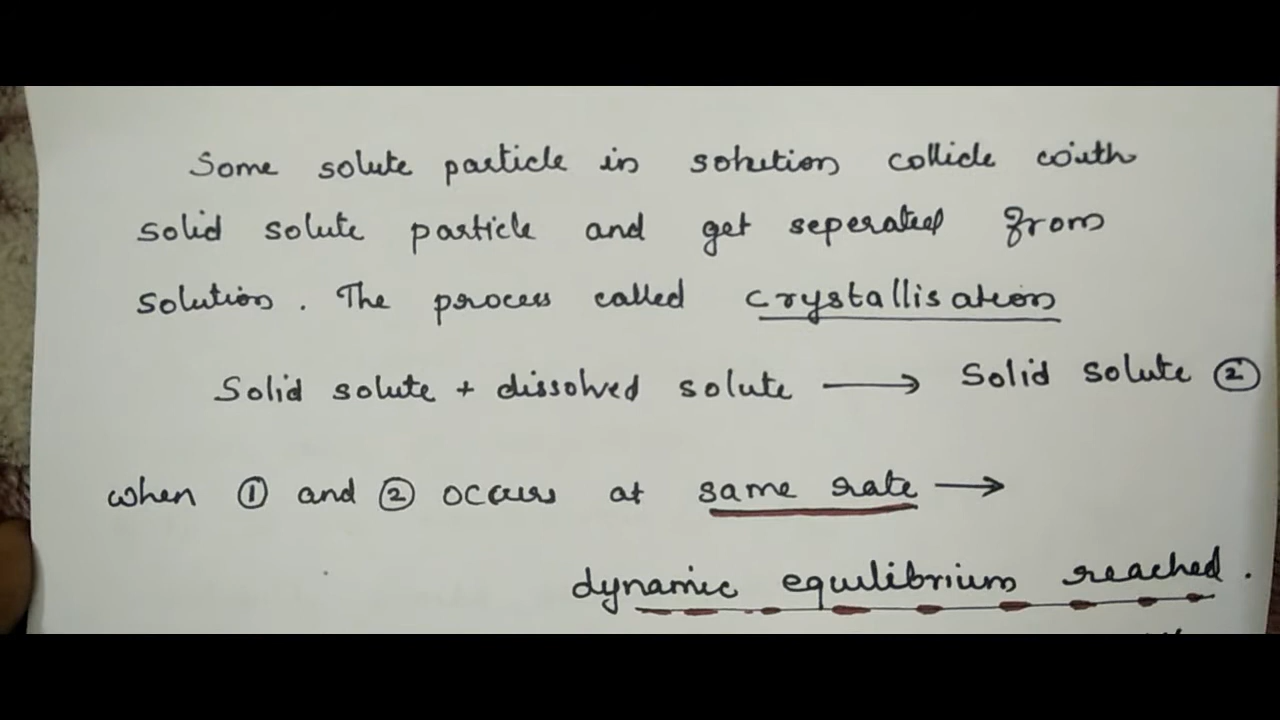 Some solute particle in solution collide with
solid solute particle and get seperated from
solution. The process called crystallisation
Solid solute + dissolved solute ⟶ Solid solute ②
when ① and ② occurs at same rate ⟶
dynamic equilibrium reached.